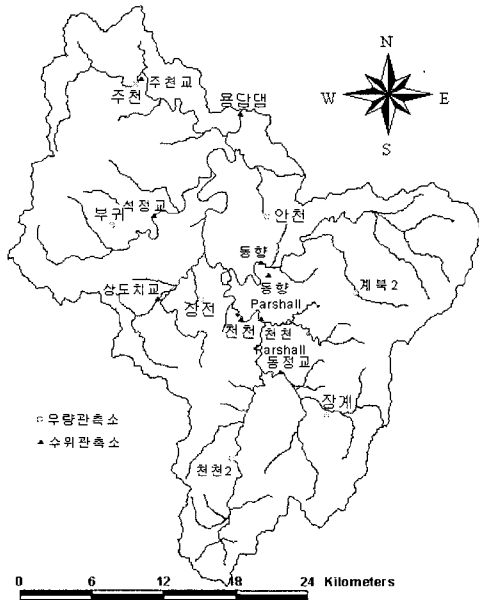 N
W E
S
주천교
주천
용담댐
석정교
부귀
안천
동향
동향
Parshall
계북2
상도치교
상전
천천
천천
Parshall
동정교
장계
우량관측소
수위관측소
천천2
0 6 12 18 24 Kilometers